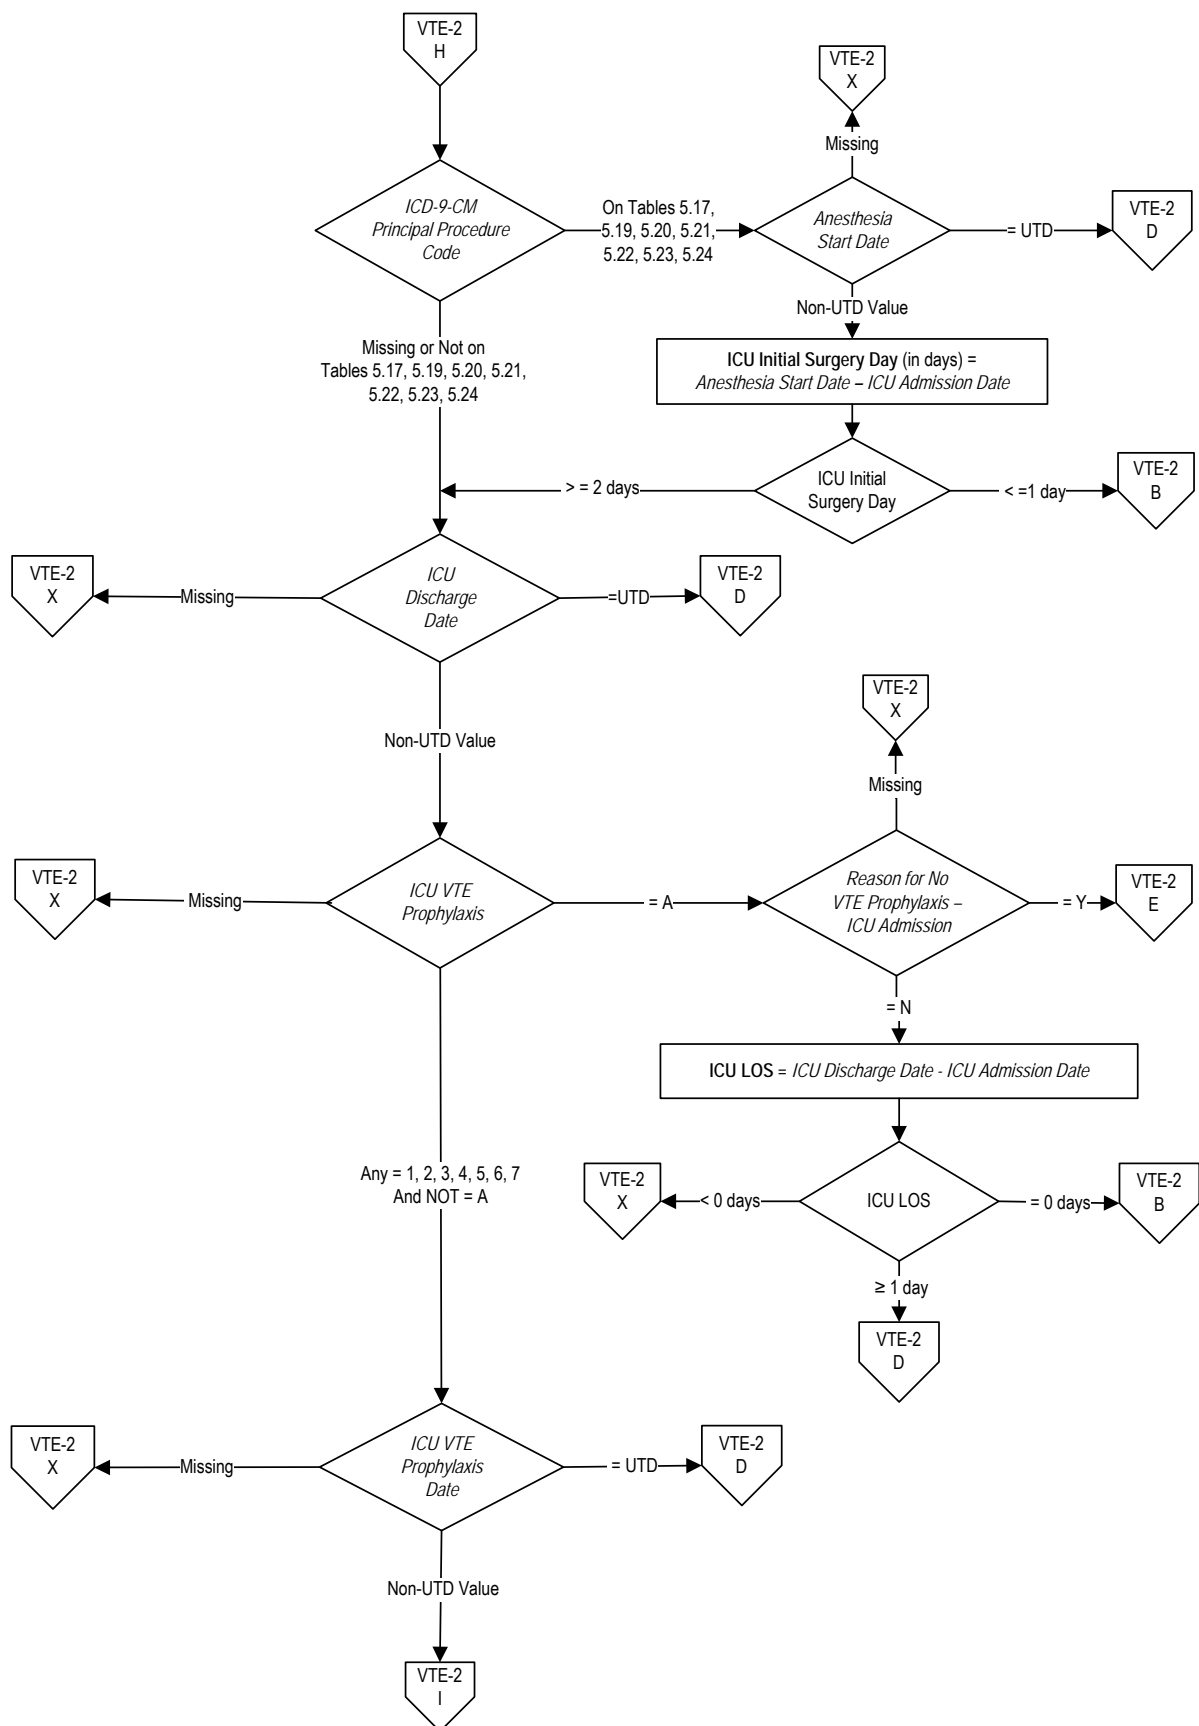 VTE-2
H
VTE-2
X
Missing
ICD-9-CM
Principal Procedure
Code
On Tables 5.17,
5.19, 5.20, 5.21,
5.22, 5.23, 5.24
Anesthesia
Start Date
= UTD
VTE-2
D
Non-UTD Value
Missing or Not on
Tables 5.17, 5.19, 5.20, 5.21,
5.22, 5.23, 5.24
ICU Initial Surgery Day (in days) =
Anesthesia Start Date – ICU Admission Date
> = 2 days
ICU Initial
Surgery Day
< =1 day
VTE-2
B
VTE-2
X
Missing
ICU
Discharge
Date
=UTD
VTE-2
D
Non-UTD Value
VTE-2
X
Missing
VTE-2
X
Missing
ICU VTE
Prophylaxis
= A
Reason for No
VTE Prophylaxis –
ICU Admission
= Y
VTE-2
E
= N
ICU LOS = ICU Discharge Date - ICU Admission Date
Any = 1, 2, 3, 4, 5, 6, 7
And NOT = A
VTE-2
X
< 0 days
ICU LOS
= 0 days
VTE-2
B
≥ 1 day
VTE-2
D
VTE-2
X
Missing
ICU VTE
Prophylaxis
Date
= UTD
VTE-2
D
Non-UTD Value
VTE-2
I